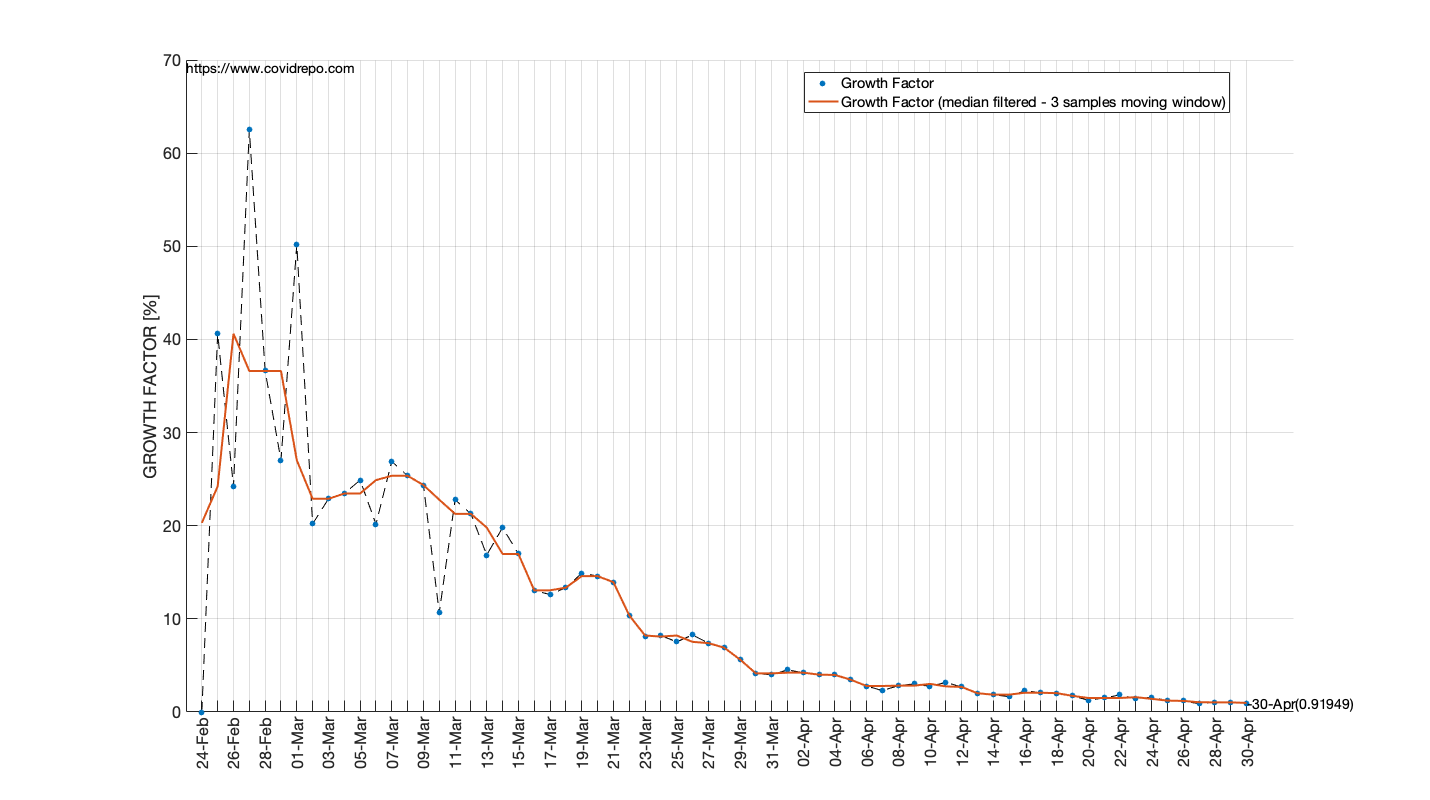 https://www.covidrepo.com
Growth Factor
Growth Factor (median filtered - 3 samples moving window)
GROWTH FACTOR [%]
70
60
50
40
30
20
10
0
30-Apr(0.91949)
24-Feb
26-Feb
28-Feb
01-Mar
03-Mar
05-Mar
07-Mar
09-Mar
11-Mar
13-Mar
15-Mar
17-Mar
19-Mar
21-Mar
23-Mar
25-Mar
27-Mar
29-Mar
31-Mar
02-Apr
04-Apr
06-Apr
08-Apr
10-Apr
12-Apr
14-Apr
16-Apr
18-Apr
20-Apr
22-Apr
24-Apr
26-Apr
28-Apr
30-Apr